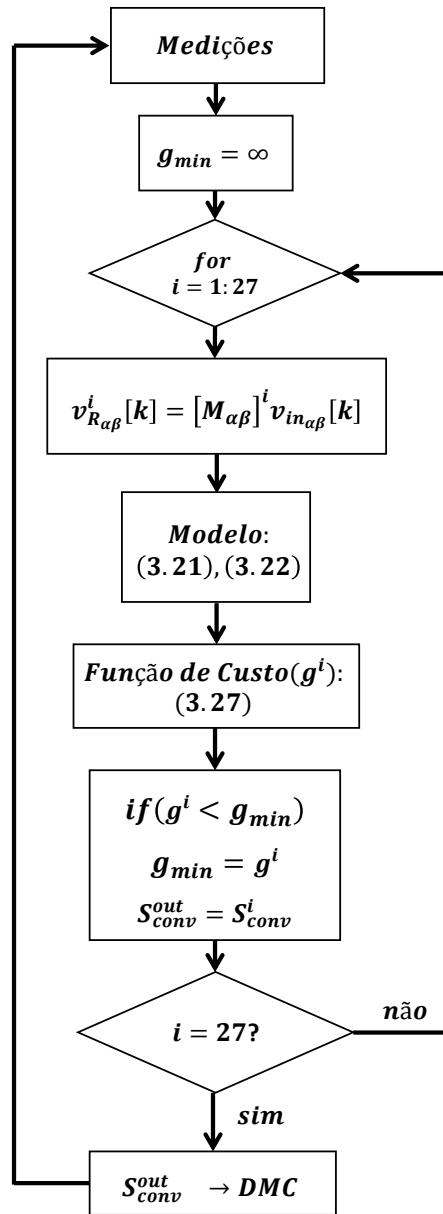 Medições
g_min = ∞
for
i = 1: 27
v^i_{R_αβ}[k] = [M_αβ]^i v_{in_αβ}[k]
Modelo:
(3.21), (3.22)
Função de Custo(g^i):
(3.27)
if(g^i < g_min)
g_min = g^i
S^out_conv = S^i_conv
i = 27?
não
sim
S^out_conv → DMC